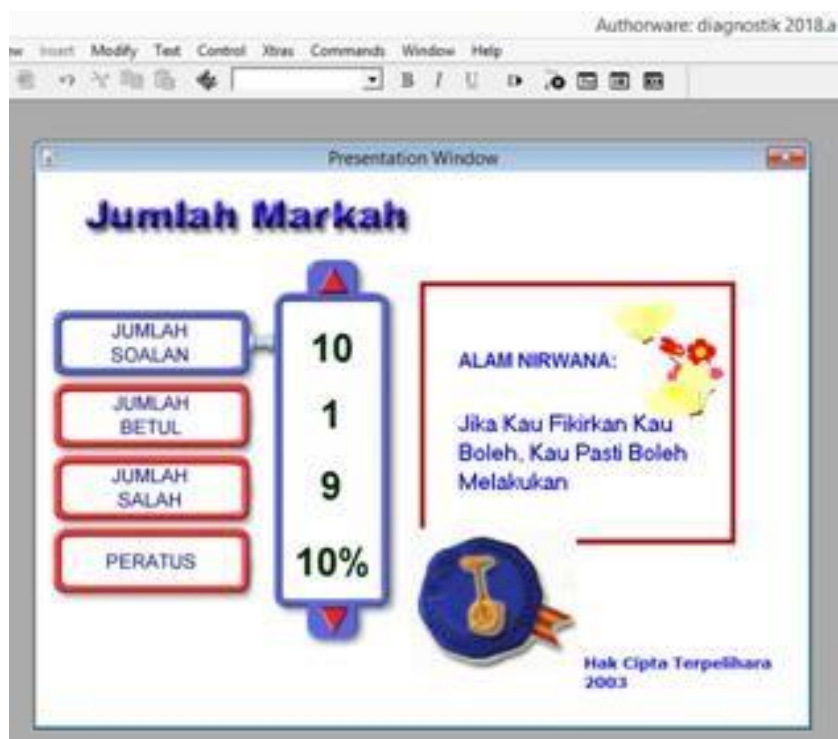 Authorware: diagnostik 2018.a
Insert Modify Text Control Xtras Commands Window Help
B I U
Presentation Window
Jumlah Markah
JUMLAH
SOALAN
10
JUMLAH
BETUL
1
JUMLAH
SALAH
9
PERATUS
10%
ALAM NIRWANA:
Jika Kau Fikirkan Kau
Boleh, Kau Pasti Boleh
Melakukan
Hak Cipta Terpelihara
2003